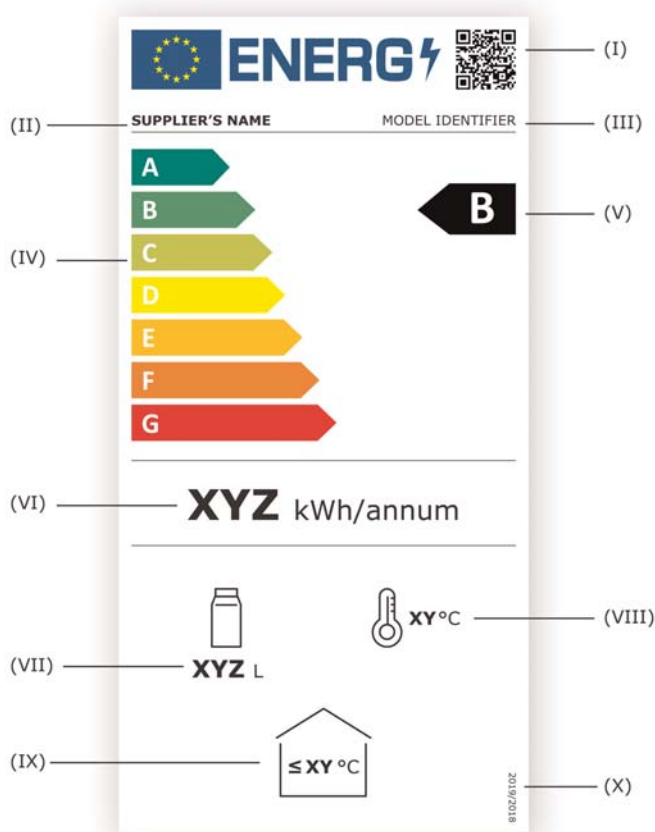 ENERG
(I)
(II)
SUPPLIER'S NAME
MODEL IDENTIFIER
(III)
A
B
B
(V)
(IV)
C
D
E
F
G
(VI)
XYZ kWh/annum
XY°C
(VIII)
(VII)
XYZ L
(IX)
≤ XY °C
2019/2018
(X)